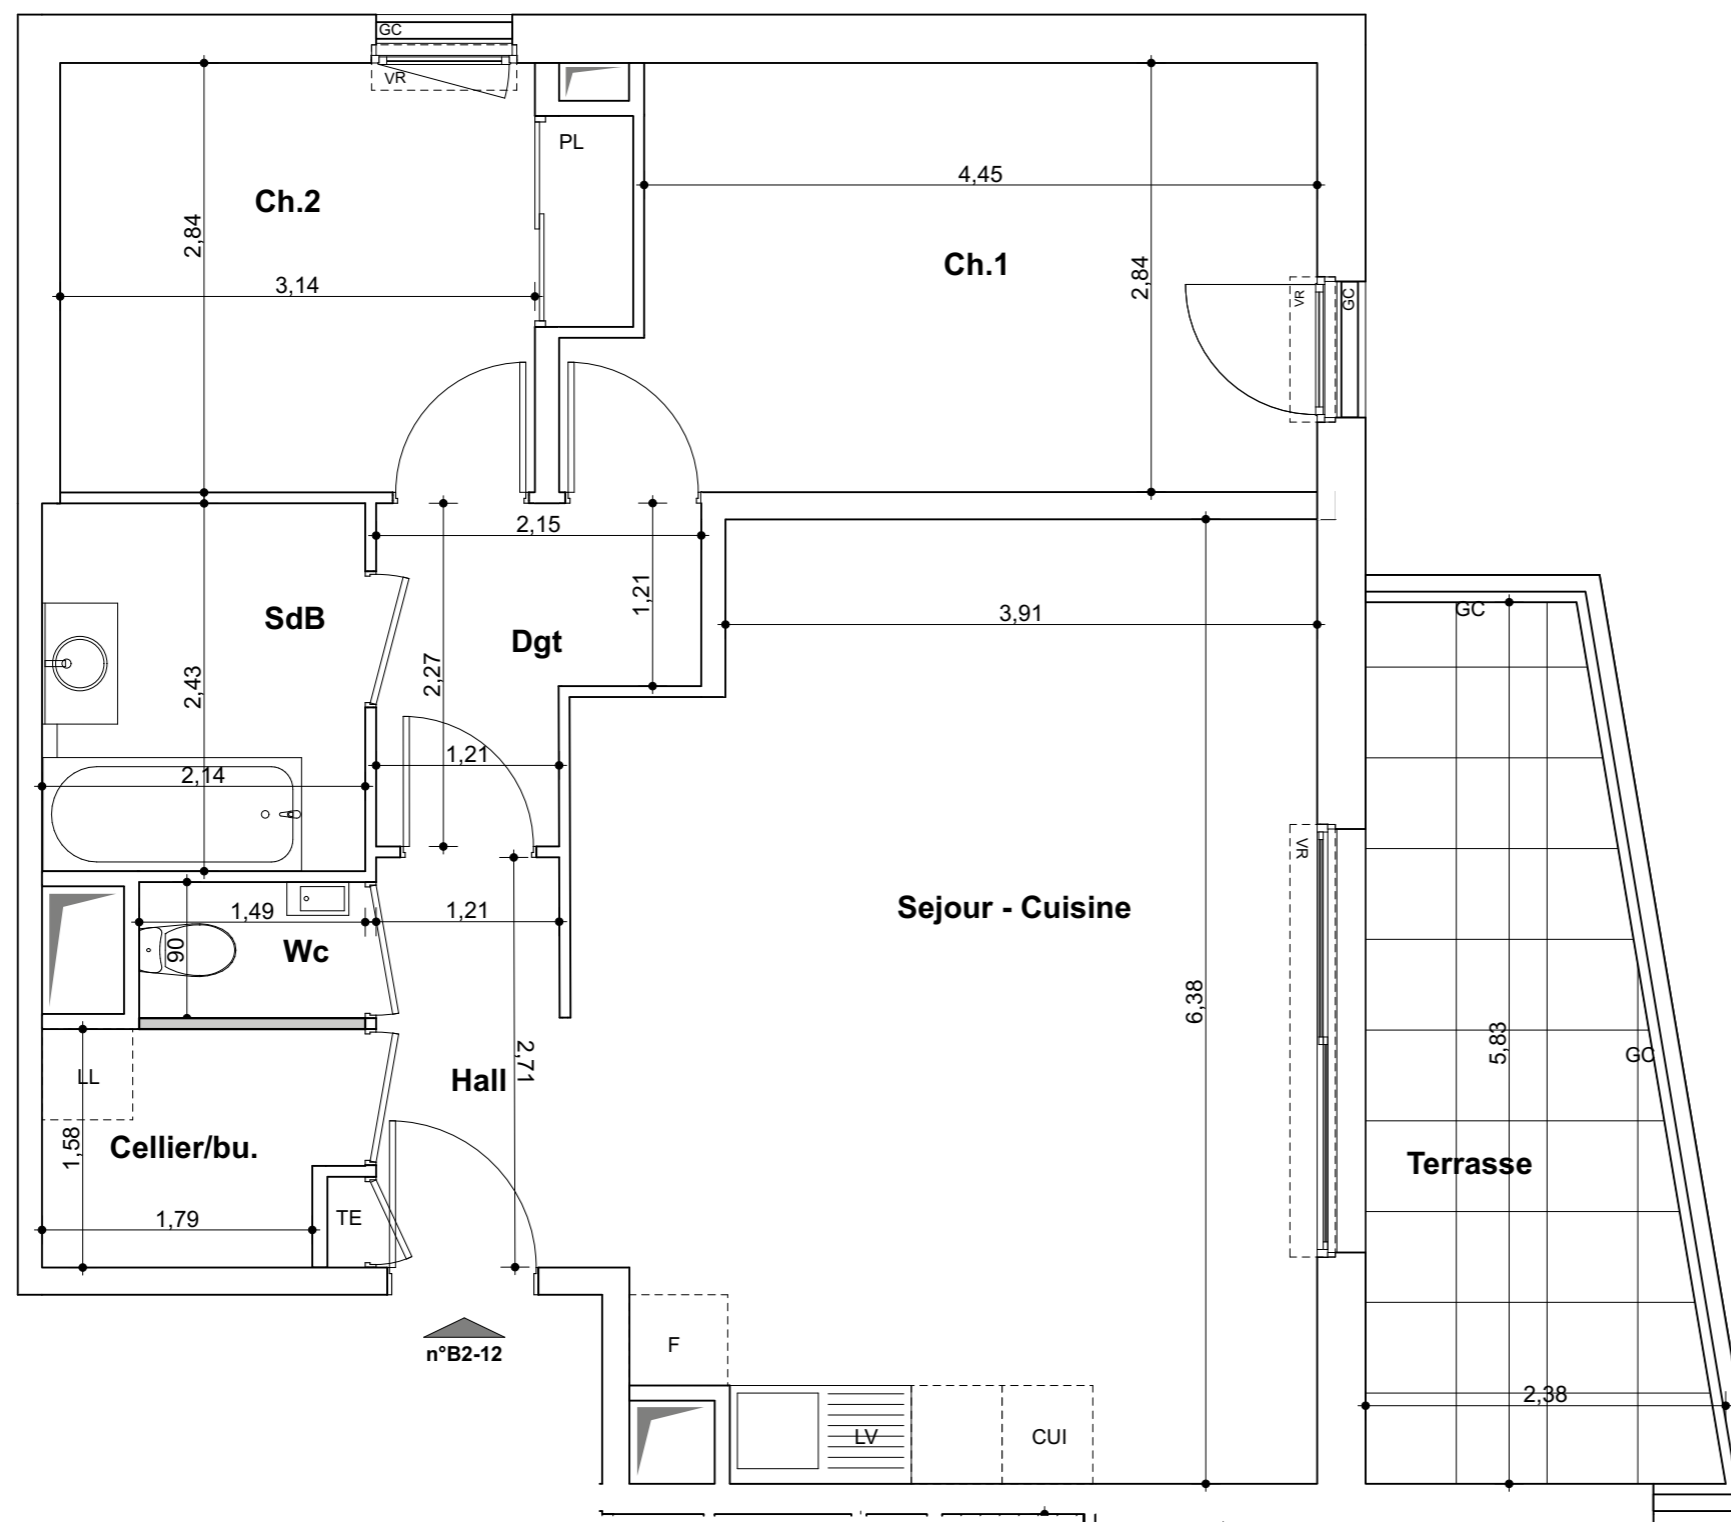 GC
VR
PL
4,45
Ch.2
2,84
Ch.1
2,84
3,14
VR
GC
2,15
SdB
1,21
GC
3,91
Dgt
2,27
2,43
1,21
2,14
VR
Sejour - Cuisine
1,49
1,21
90
Wc
6,38
5,83
GC
2,71
LL
Hall
1,58
Cellier/bu.
Terrasse
1,79
TE
F
n°B2-12
2,38
LV
CUI